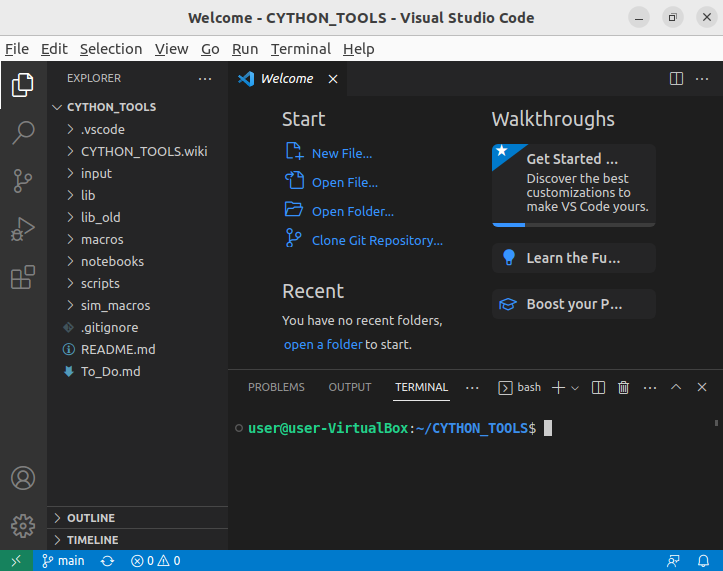 Welcome - CYTHON_TOOLS - Visual Studio Code
File Edit Selection View Go Run Terminal Help
EXPLORER
CYTHON_TOOLS
.vscode
CYTHON_TOOLS.wiki
input
lib
lib_old
macros
notebooks
scripts
sim_macros
.gitignore
README.md
To_Do.md
OUTLINE
TIMELINE
Welcome
Start
New File...
Open File...
Open Folder...
Clone Git Repository...
Recent
You have no recent folders,
open a folder to start.
Walkthroughs
Get Started ...
Discover the best
customizations to
make VS Code yours.
Learn the Fu...
Boost your P...
PROBLEMS OUTPUT TERMINAL ... bash
user@user-VirtualBox:~/CYTHON_TOOLS$
main 0 0